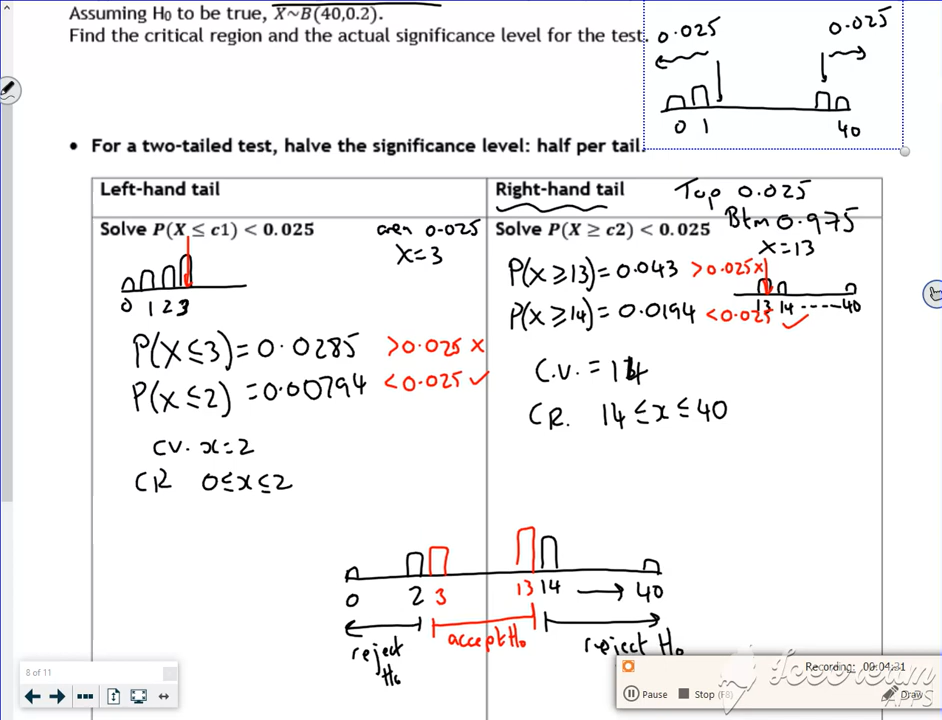 Assuming H0 to be true, X~B(40,0.2).
Find the critical region and the actual significance level for the test.
0.025
0.025
0 1 40
• For a two-tailed test, halve the significance level: half per tail.
Left-hand tail
Solve P(X ≤ c1) < 0.025
area 0.025
x=3
0 1 2 3
P(X≤3)=0.0285 >0.025 x
P(X≤2)=0.00794 <0.025 ✓
CV. x=2
CR 0≤x≤2
Right-hand tail
Top 0.025
Btm 0.975
Solve P(X ≥ c2) < 0.025
x=13
P(x≥13)=0.043 >0.025 x
13 14 ----- 40
P(x≥14)=0.0194 <0.025 ✓
C.V. = 14
CR. 14≤x≤40
0 2 3 13 14 → 40
reject H0
accept H0
reject H0
8 of 11
Recording: 00:04:31
Pause Stop (F8) Draw
Icecream
APPS